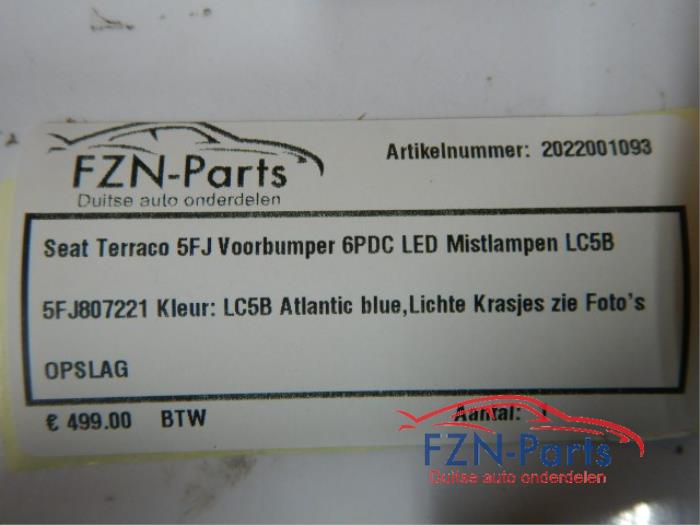 FZN-Parts
Duitse auto onderdelen
Artikelnummer: 2022001093
Seat Terraco 5FJ Voorbumper 6PDC LED Mistlampen LC5B
5FJ807221 Kleur: LC5B Atlantic blue,Lichte Krasjes zie Foto's
OPSLAG
€ 499.00 BTW
Aantal: 1
FZN-Parts
Duitse auto onderdelen